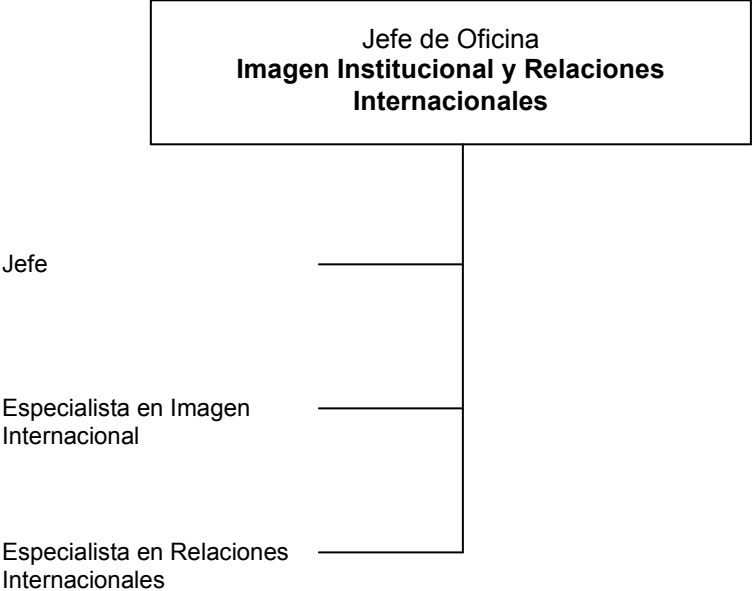 Jefe de Oficina
Imagen Institucional y Relaciones
Internacionales
Jefe
Especialista en Imagen
Internacional
Especialista en Relaciones
Internacionales